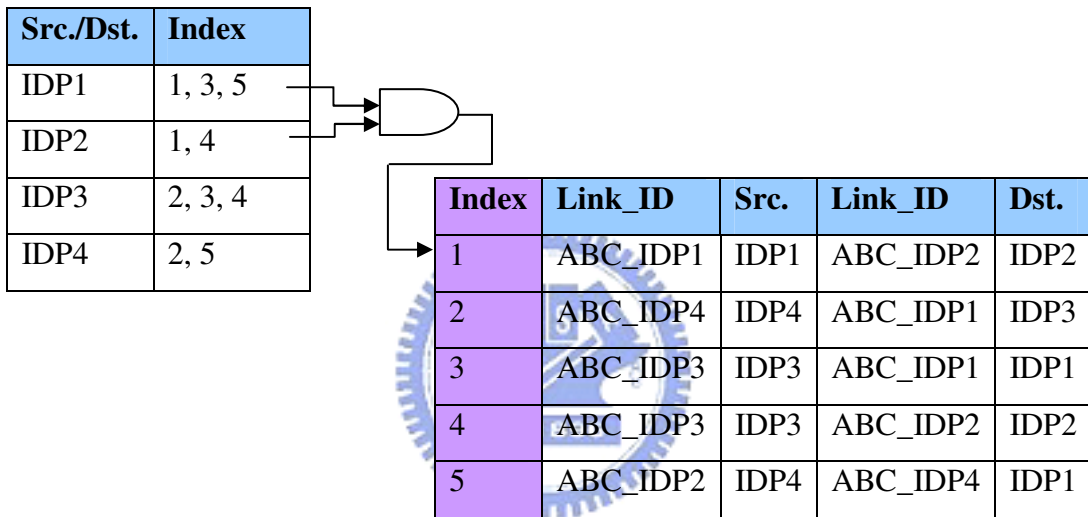 Src./Dst. Index
IDP1 1, 3, 5
IDP2 1, 4
IDP3 2, 3, 4
IDP4 2, 5
Index Link_ID Src. Link_ID Dst.
1 ABC_IDP1 IDP1 ABC_IDP2 IDP2
2 ABC_IDP4 IDP4 ABC_IDP1 IDP3
3 ABC_IDP3 IDP3 ABC_IDP1 IDP1
4 ABC_IDP3 IDP3 ABC_IDP2 IDP2
5 ABC_IDP2 IDP4 ABC_IDP4 IDP1